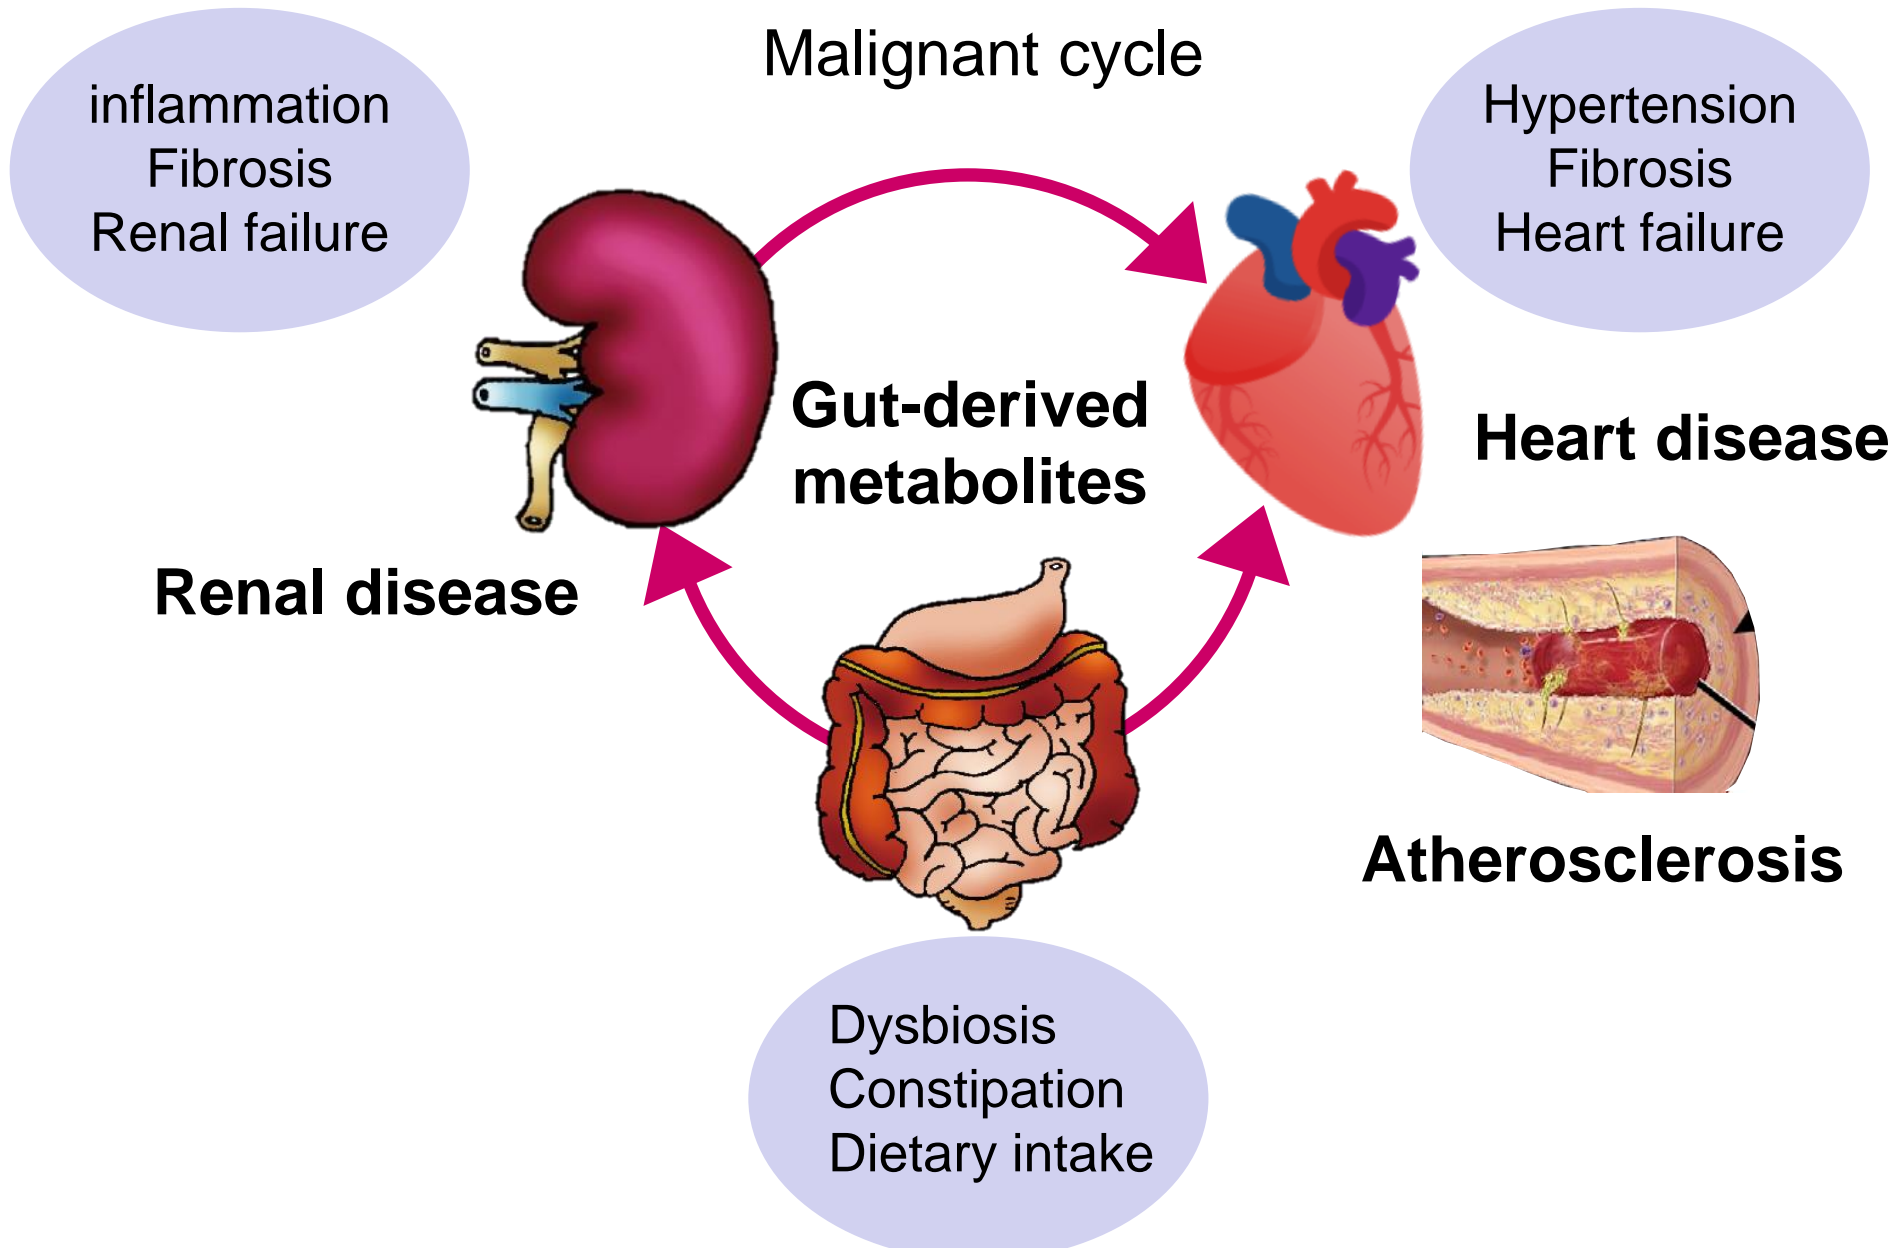 Malignant cycle
inflammation
Fibrosis
Renal failure
Hypertension
Fibrosis
Heart failure
Gut-derived
metabolites
Heart disease
Renal disease
Atherosclerosis
Dysbiosis
Constipation
Dietary intake